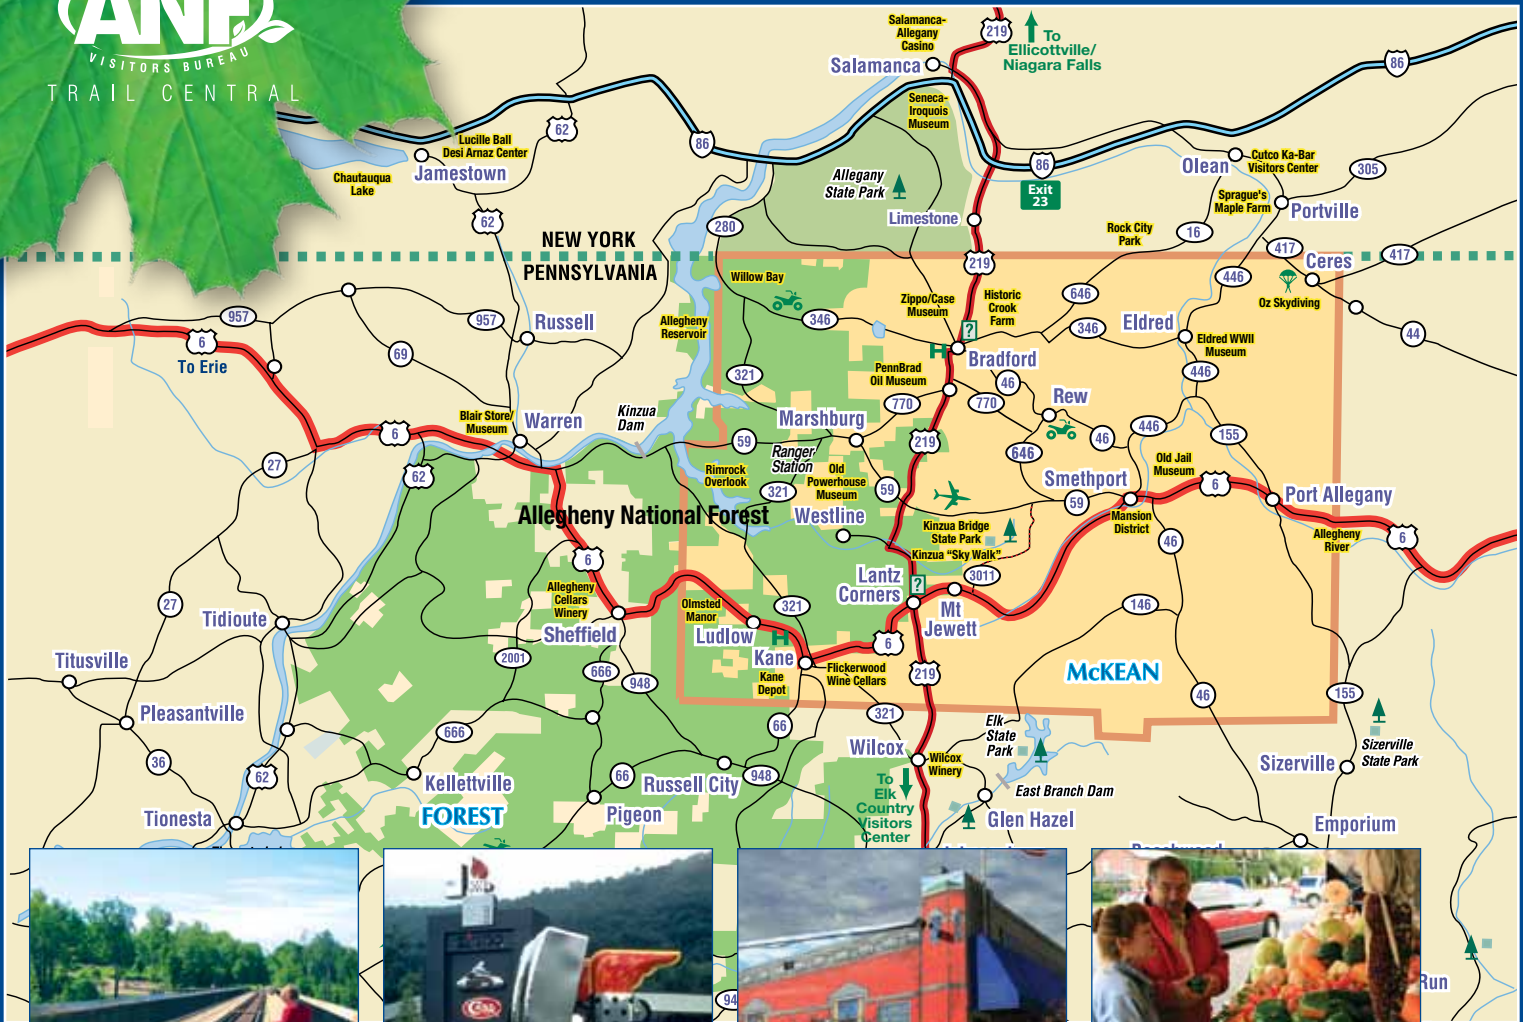 ANF
VISITORS BUREAU
TRAIL CENTRAL
Salamanca-
Allegany
Casino
219
To
Ellicottville/
Niagara Falls
Salamanca
86
62
Lucille Ball
Desi Arnaz Center
Jamestown
Chautauqua
Lake
86
Seneca-
Iroquois
Museum
86
Exit
23
Olean
Cutco Ka-Bar
Visitors Center
305
Allegany
State Park
Sprague's
Maple Farm
Portville
62
280
Limestone
Rock City
Park
16
417
417
Ceres
NEW YORK
PENNSYLVANIA
219
Willow Bay
446
Oz Skydiving
646
Zippo/Case
Museum
Historic
Crook
Farm
957
957
Russell
Allegheny
Reservoir
346
?
346
Eldred
Eldred WWII
Museum
44
6
To Erie
69
H
Bradford
446
321
PennBrad
Oil Museum
46
Rew
770
770
Blair Store/
Museum
Warren
Kinzua
Dam
Marshburg
6
59
219
446
46
155
Ranger
Station
646
27
62
Rimrock
Overlook
321
Old
Powerhouse
Museum
59
Smethport
Old Jail
Museum
6
Port Allegany
59
Allegheny National Forest
Westline
Kinzua Bridge
State Park
Mansion
District
Allegheny
River
6
46
Kinzua "Sky Walk"
6
Lantz
Corners
?
3011
Allegheny
Cellars
Winery
Mt
Jewett
146
27
Tidioute
Olmsted
Manor
321
Sheffield
Ludlow
H
6
Kane
Flickerwood
Wine Cellars
219
McKEAN
Titusville
2001
666
948
Kane
Depot
46
155
Pleasantville
66
321
Elk
State
Park
Sizerville
State Park
666
36
Wilcox
Wilcox
Winery
Sizerville
62
Kellettville
66
Russell City
948
To
Elk
Country
Visitors
Center
East Branch Dam
Tionesta
FOREST
Pigeon
Glen Hazel
Emporium
CASE
94
Run